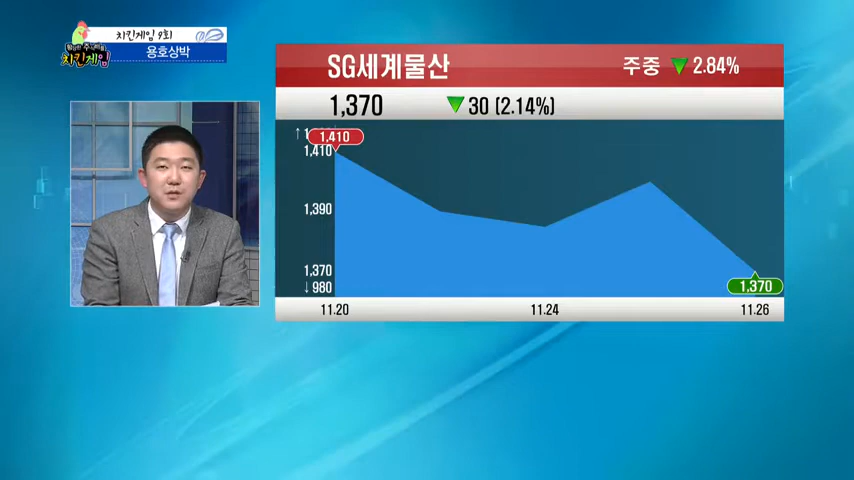 치킨게임 9회
용호상박
치킨게임
SG세계물산
주중 ▼ 2.84%
1,370 ▼ 30 (2.14%)
1,410
1,410
1,390
1,370
↓980
1,370
11.20 11.24 11.26